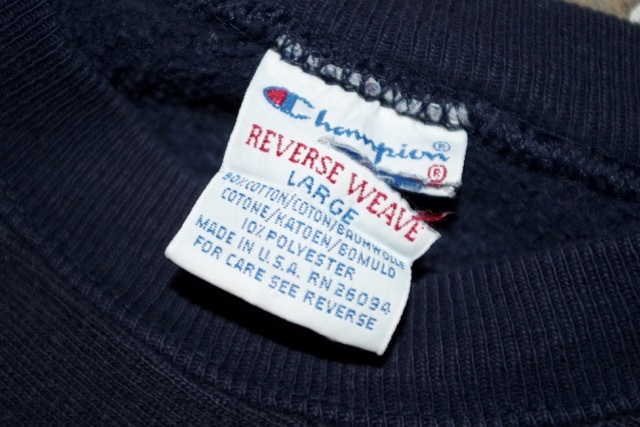 Champion®
REVERSE WEAVE®
LARGE
90%COTTON/COTON/BAUMWOLLE
COTONE/KATOEN/BOMULD
10% POLYESTER
MADE IN U.S.A. RN 26094
FOR CARE SEE REVERSE